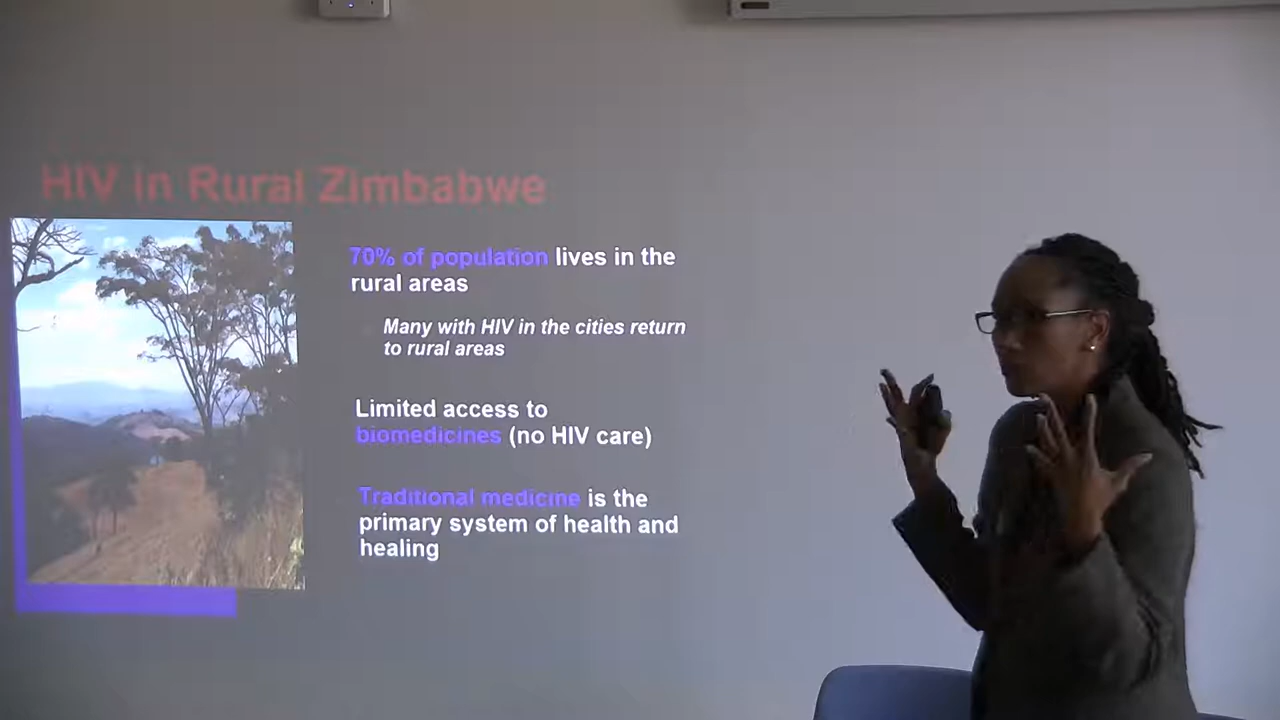 HIV in Rural Zimbabwe
70% of population lives in the
rural areas
Many with HIV in the cities return
to rural areas
Limited access to
biomedicines (no HIV care)
Traditional medicine is the
primary system of health and
healing